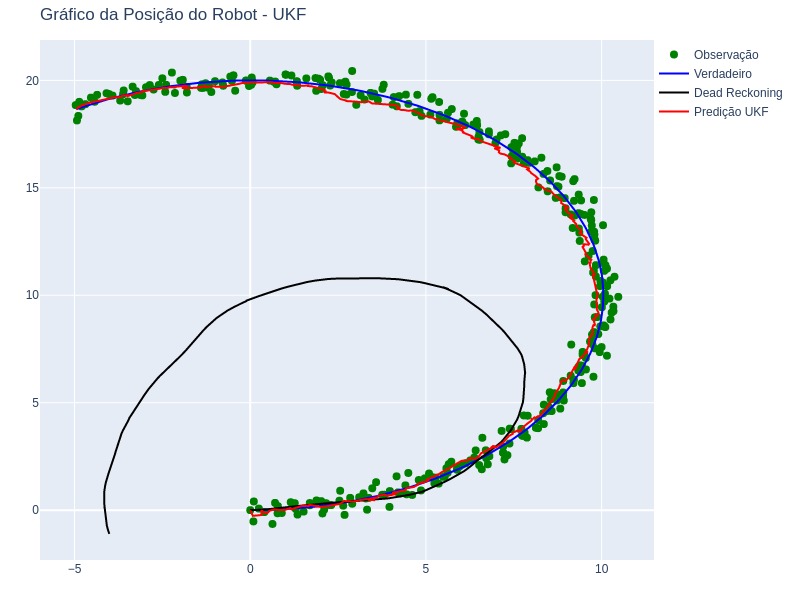 Gráfico da Posição do Robot - UKF
Observação
Verdadeiro
Dead Reckoning
Predição UKF
20
15
10
5
0
−5 0 5 10